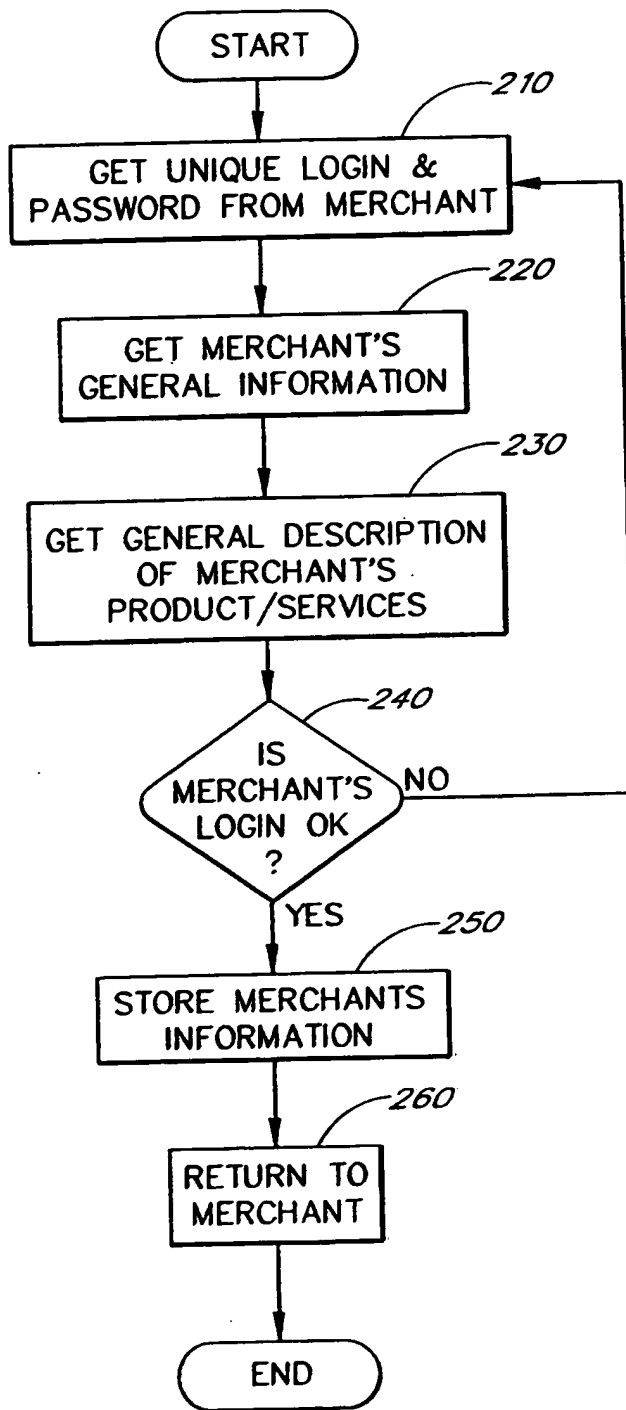 START
210
GET UNIQUE LOGIN &
PASSWORD FROM MERCHANT
220
GET MERCHANT'S
GENERAL INFORMATION
230
GET GENERAL DESCRIPTION
OF MERCHANT'S
PRODUCT/SERVICES
240
IS
MERCHANT'S
LOGIN OK
?
NO
YES
250
STORE MERCHANTS
INFORMATION
260
RETURN TO
MERCHANT
END